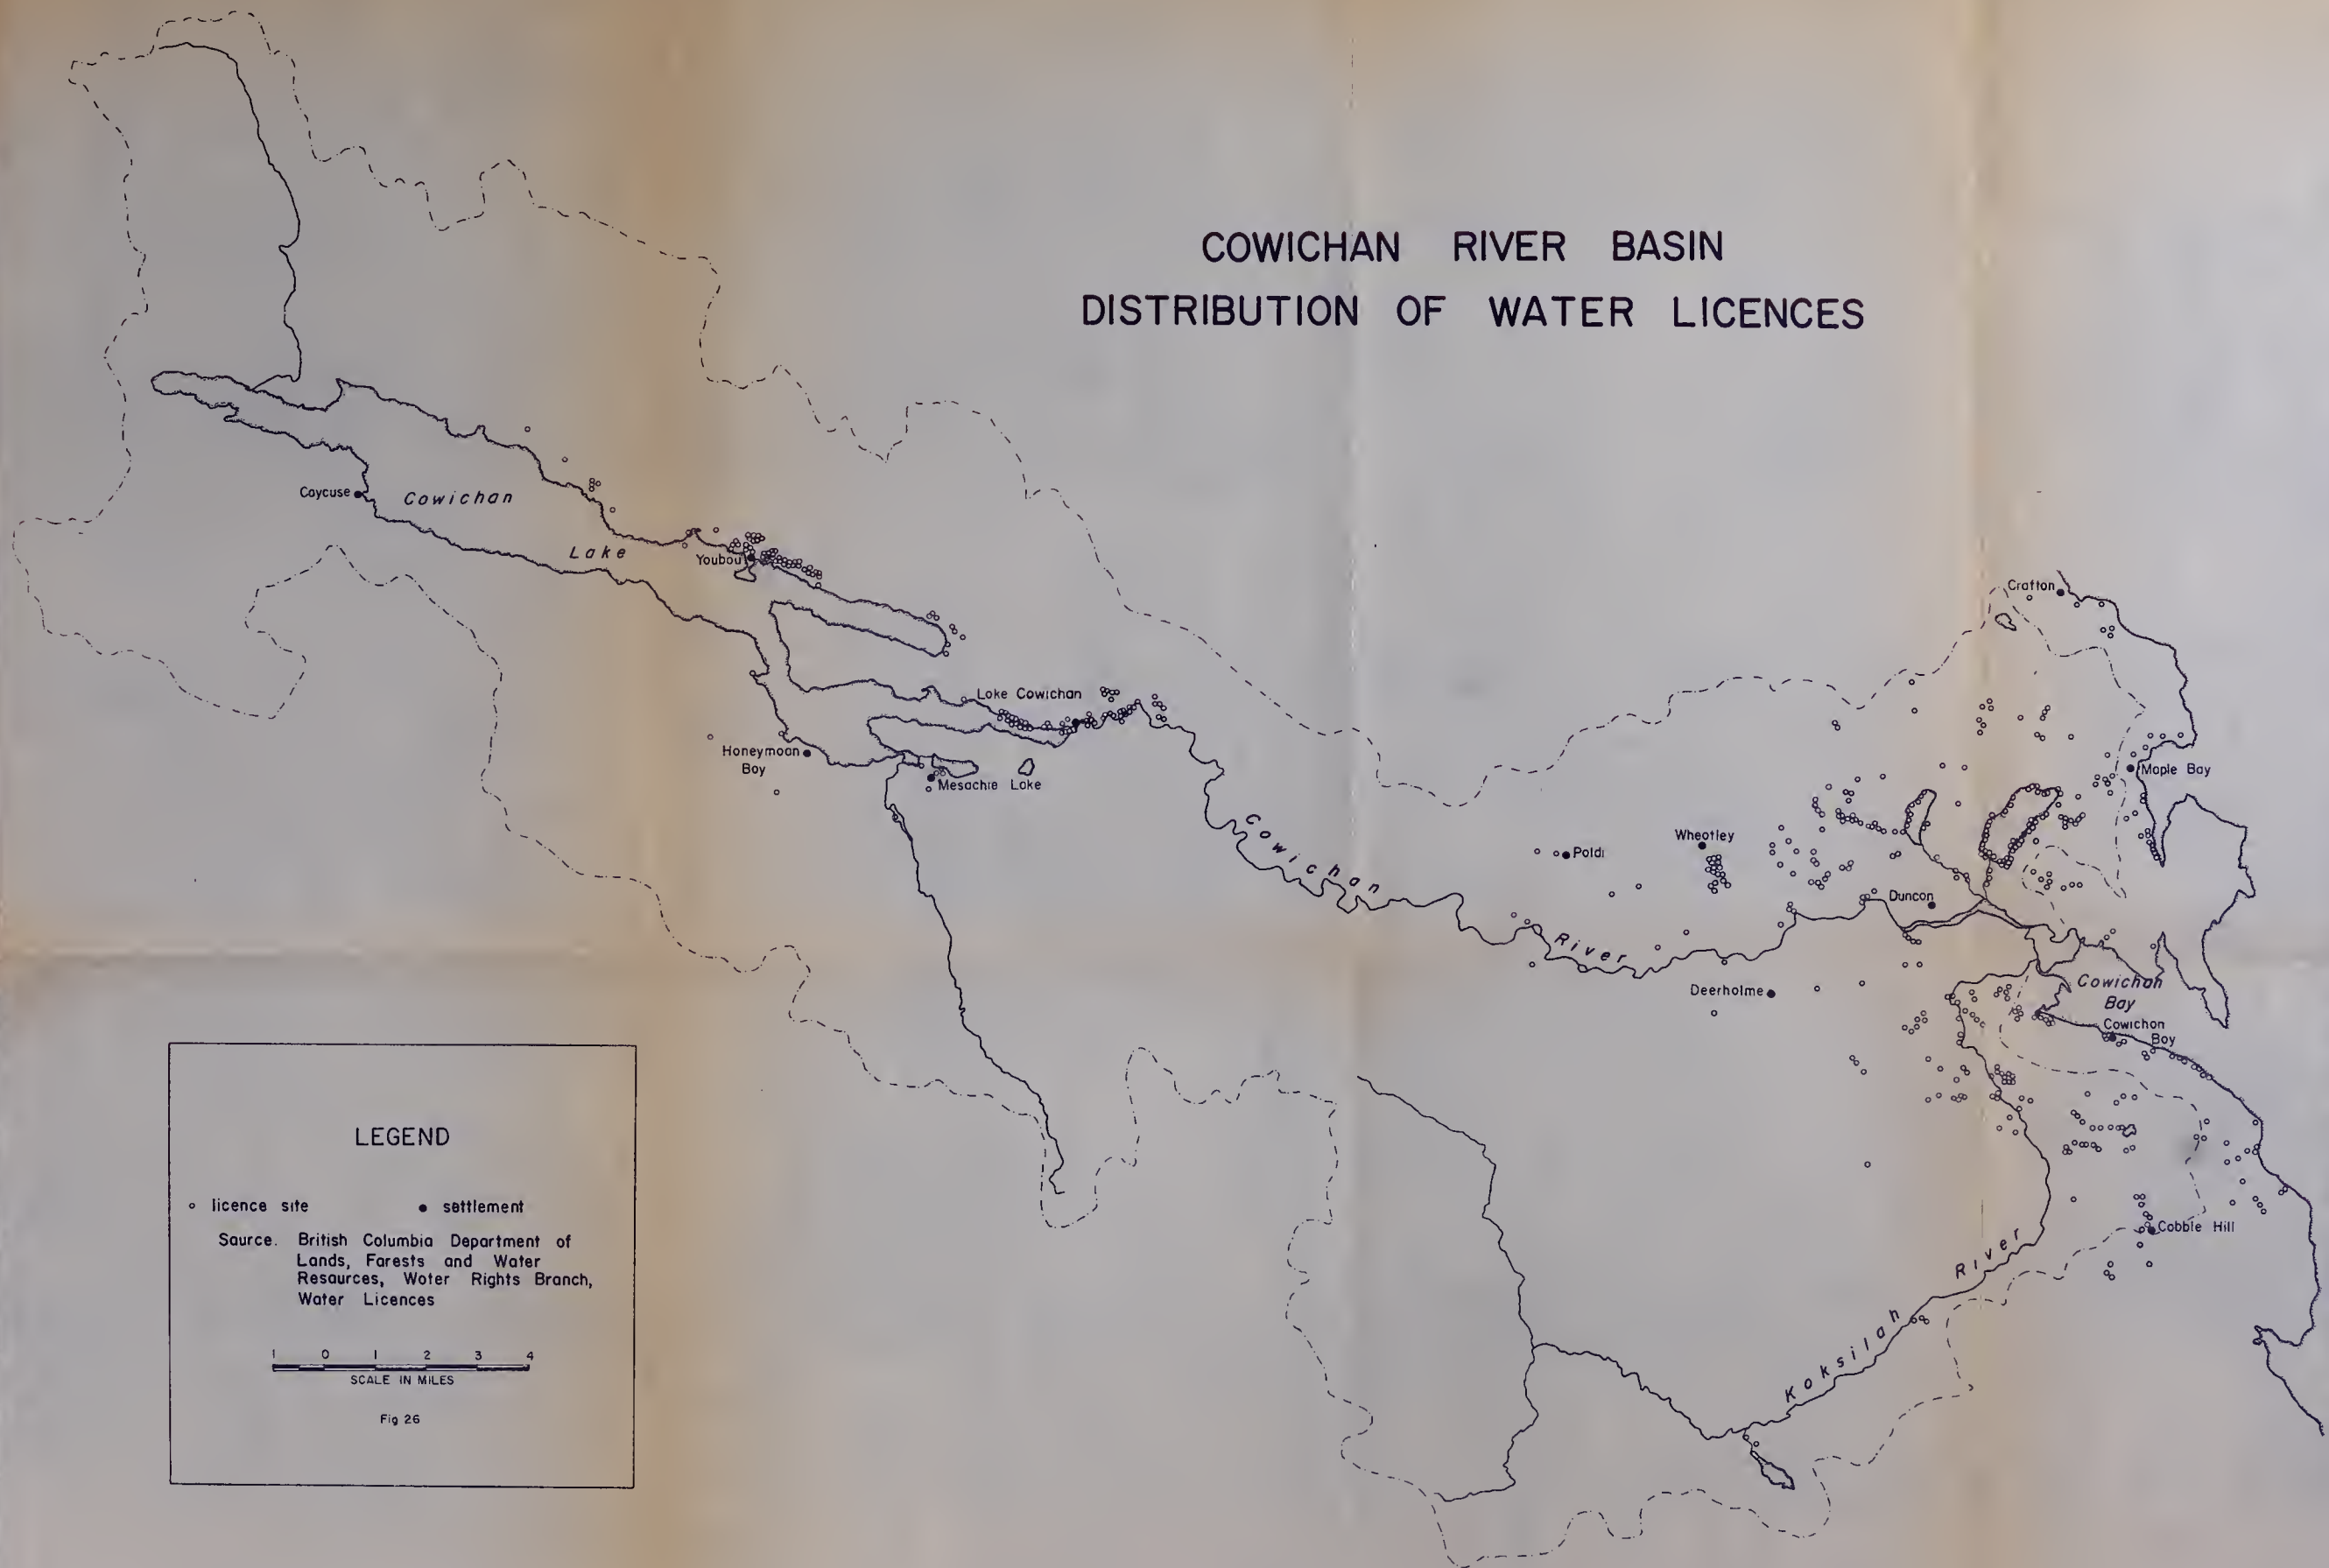 COWICHAN RIVER BASIN
DISTRIBUTION OF WATER LICENCES
Crofton
Caycuse
Cowichan
Lake
Youbou
Lake Cowichan
Honeymoon
Bay
Mesachie Lake
Maple Bay
Cowichan
River
Wheatley
Paldi
Duncan
Deerholme
Cowichan
Bay
Cowichan
Bay
Cobble Hill
Koksilah
River
LEGEND
licence site
settlement
Source. British Columbia Department of
Lands, Forests and Water
Resources, Water Rights Branch,
Water Licences
1 0 1 2 3 4
SCALE IN MILES
Fig 26